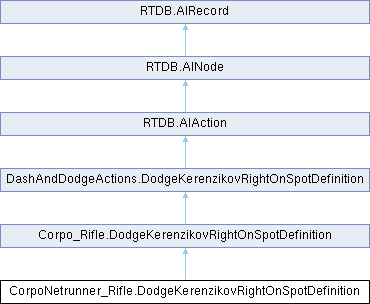 RTDB.AIRecord
RTDB.AINode
RTDB.AIAction
DashAndDodgeActions.DodgeKerenzikovRightOnSpotDefinition
Corpo_Rifle.DodgeKerenzikovRightOnSpotDefinition
CorpoNetrunner_Rifle.DodgeKerenzikovRightOnSpotDefinition